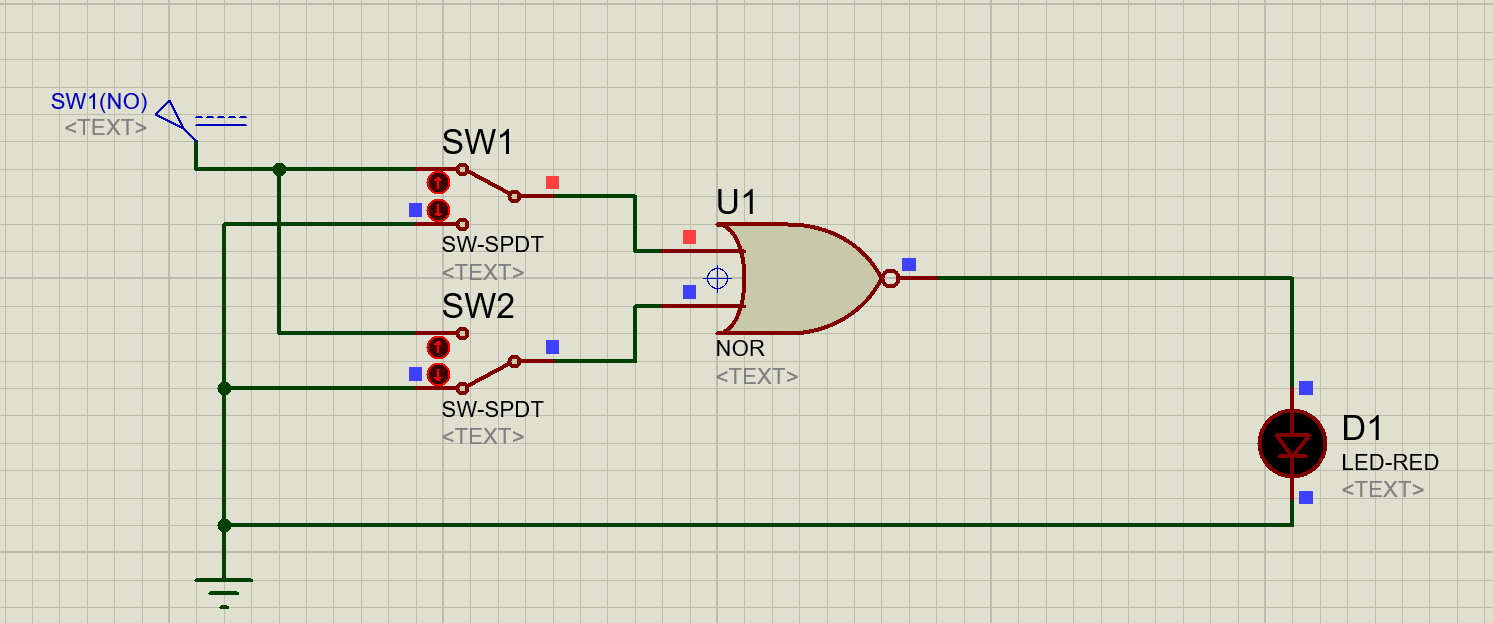 SW1(NO)
<TEXT>
SW1
SW-SPDT
<TEXT>
SW2
SW-SPDT
<TEXT>
U1
NOR
<TEXT>
D1
LED-RED
<TEXT>